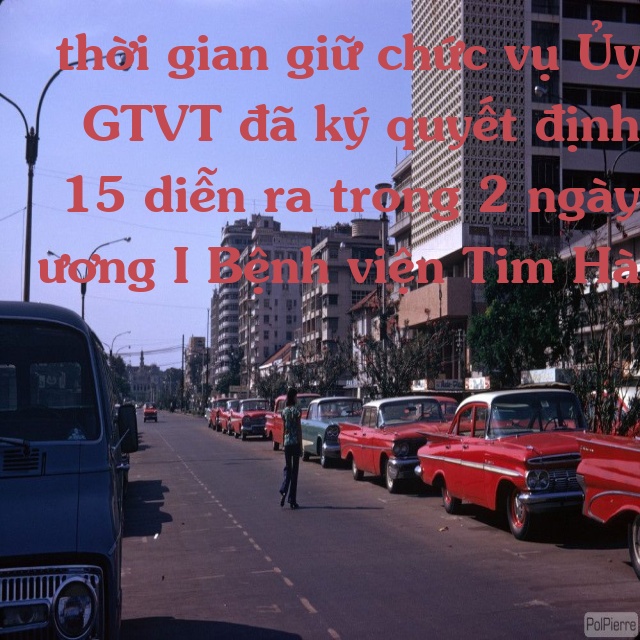 thời gian giữ chức vụ Ủy
GTVT đã ký quyết định
15 diễn ra trong 2 ngày
ương I Bệnh viện Tim Hà
PolPierre